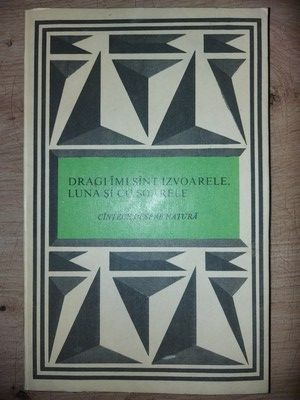 DRAGI ÎMI SÎNT IZVOARELE,
LUNA ȘI CU SOARELE
CÎNTECE DESPRE NATURĂ